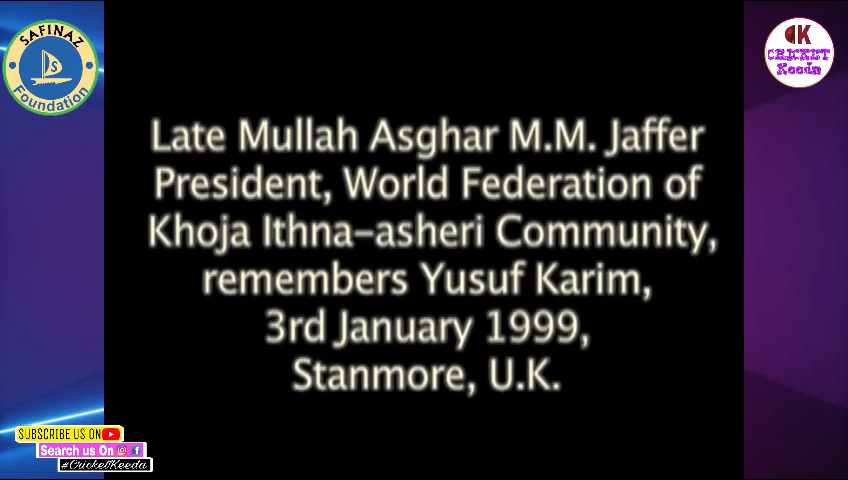 SAFINAZ
S
Foundation
CK
CRICKET
Keeda
Late Mullah Asghar M.M. Jaffer
President, World Federation of
Khoja Ithna-asheri Community,
remembers Yusuf Karim,
3rd January 1999,
Stanmore, U.K.
SUBSCRIBE US ON
Search us On
#CricketKeeda